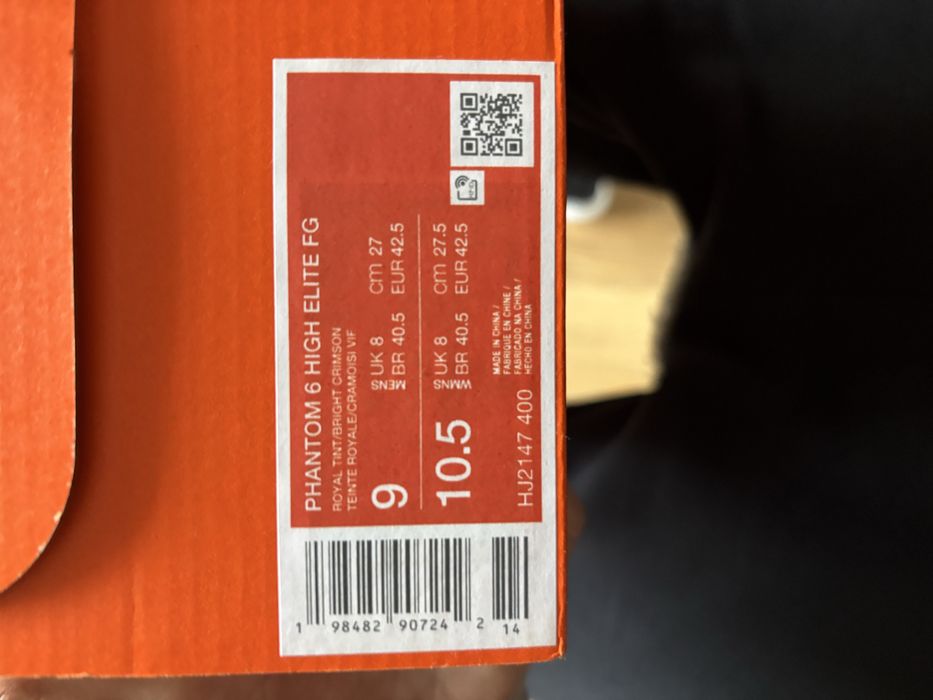 PHANTOM 6 HIGH ELITE FG
ROYAL TINT/BRIGHT CRIMSON
TEINTE ROYALE/CRAMOISI VIF
9
MENS
UK 8 cm 27
BR 40.5 EUR 42.5
10.5
WMNS
UK 8 cm 27.5
BR 40.5 EUR 42.5
HJ2147 400
MADE IN CHINA /
FABRIQUE EN CHINE /
FABRICADO NA CHINA /
HECHO EN CHINA
1 98482 90724 2 14